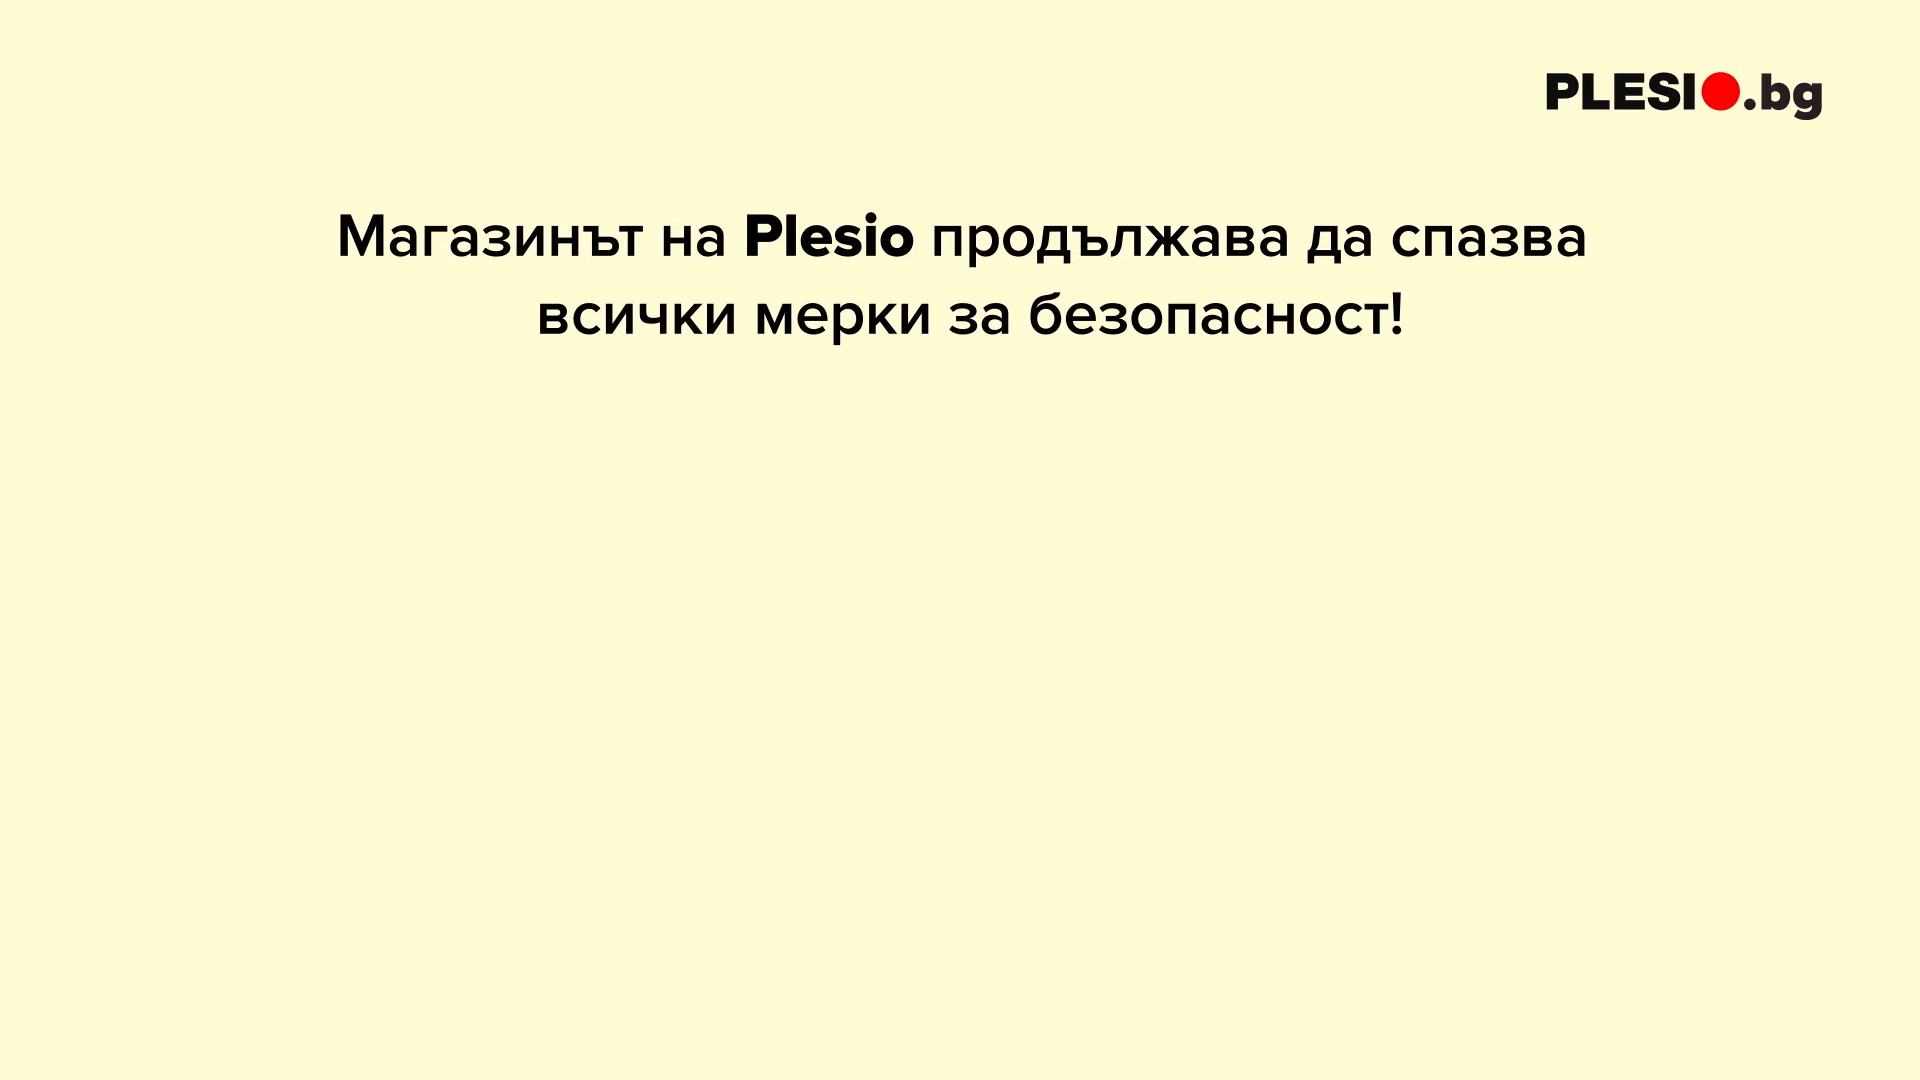 PLESIO.bg
Магазинът на Plesio продължава да спазва
всички мерки за безопасност!